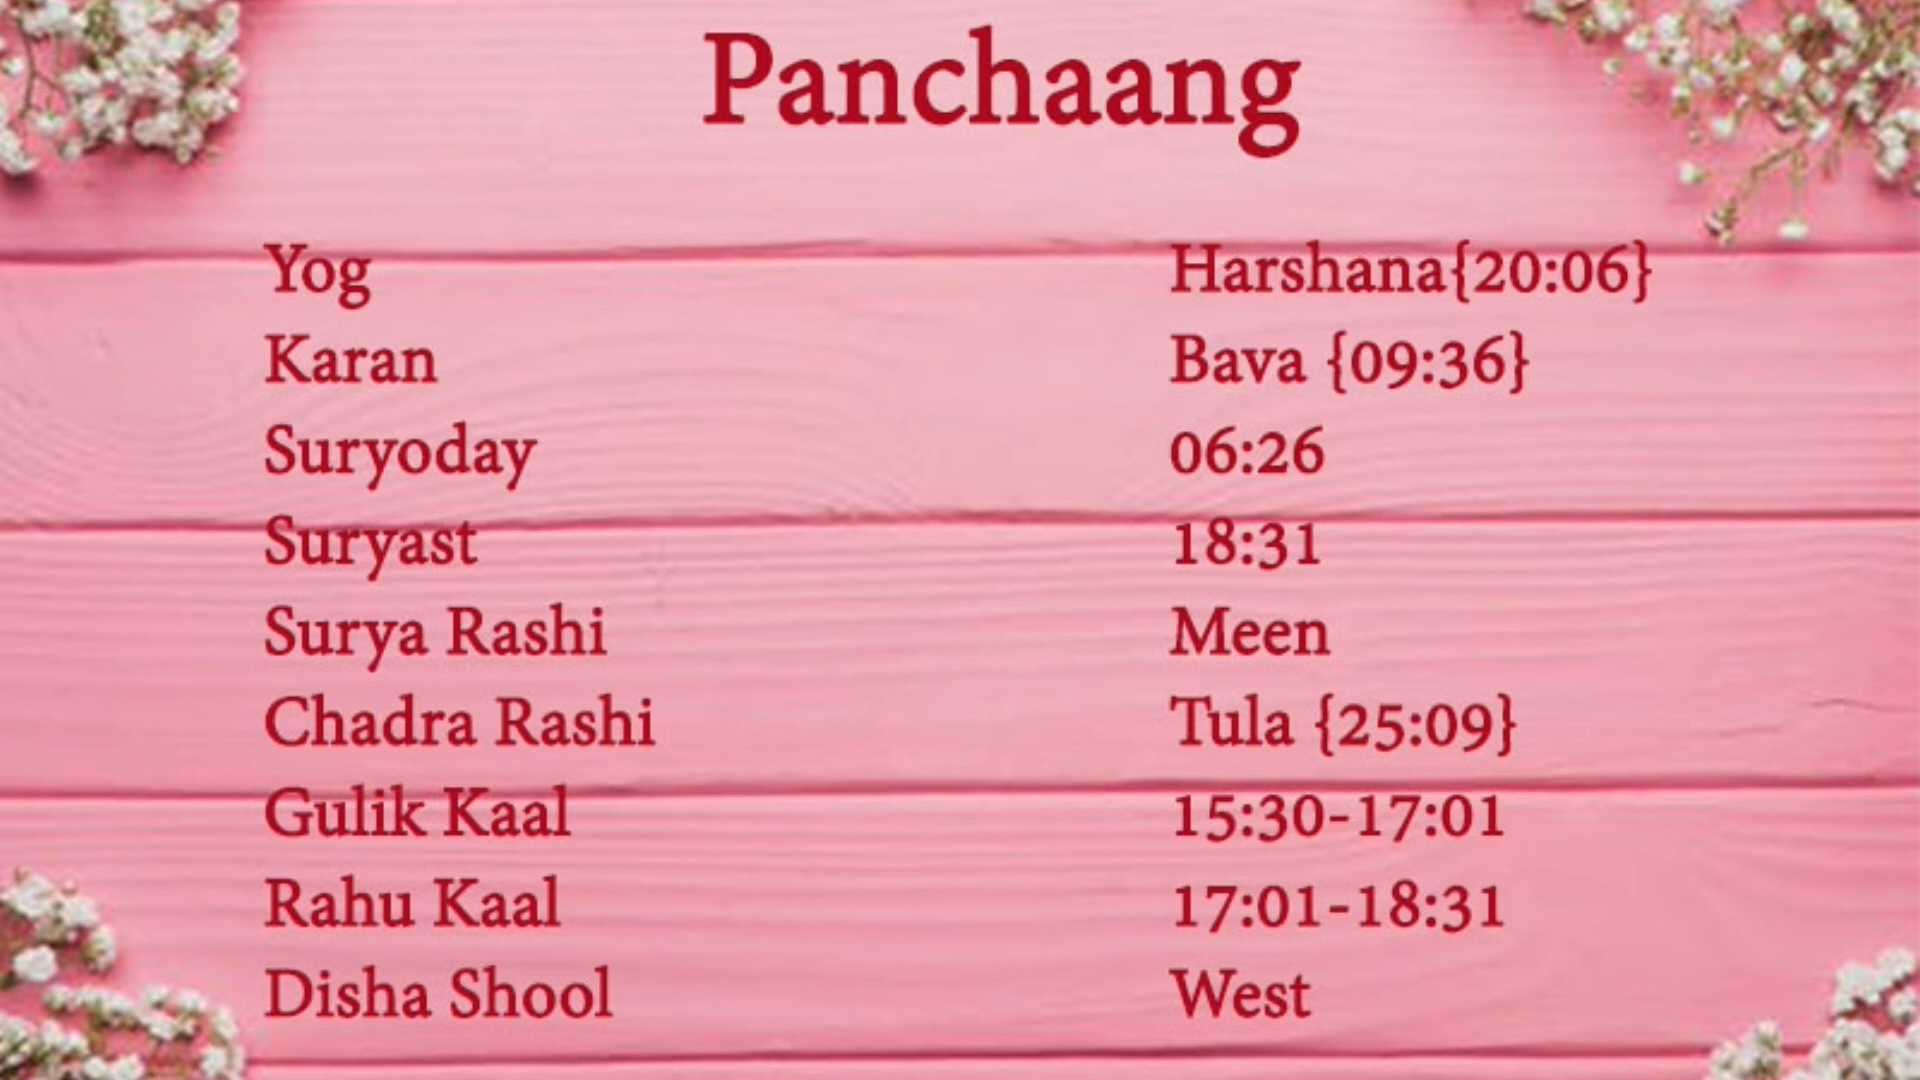 Panchaang
Yog Harshana{20:06}
Karan Bava {09:36}
Suryoday 06:26
Suryast 18:31
Surya Rashi Meen
Chadra Rashi Tula {25:09}
Gulik Kaal 15:30-17:01
Rahu Kaal 17:01-18:31
Disha Shool West